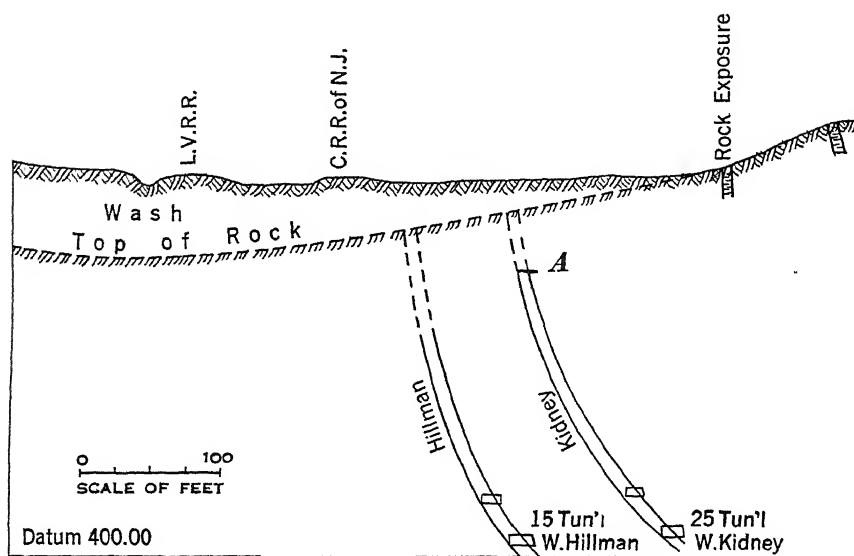 L.V.R.R.
C.R.R.of N.J.
Rock Exposure
Wash
Top of Rock
A
Hillman
Kidney
0 100
SCALE OF FEET
15 Tun'l
W.Hillman
25 Tun'l
W.Kidney
Datum 400.00